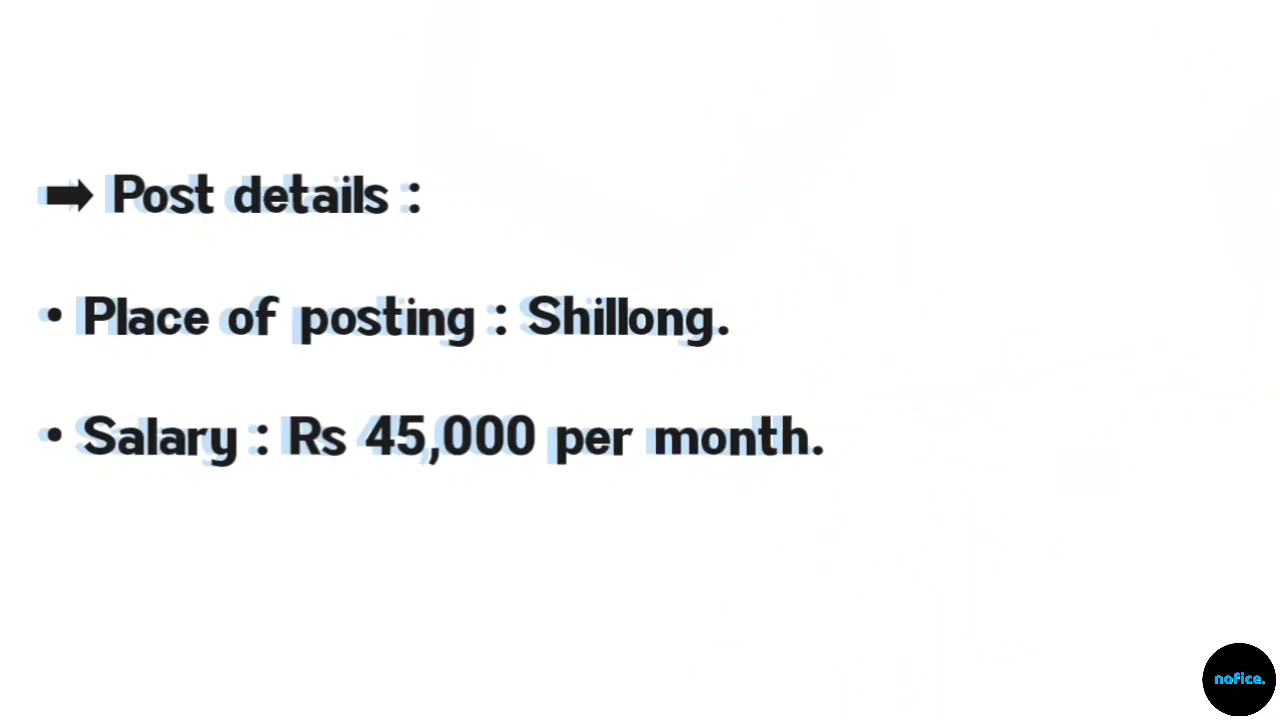 ➡ Post details :
• Place of posting : Shillong.
• Salary : Rs 45,000 per month.
nofice.